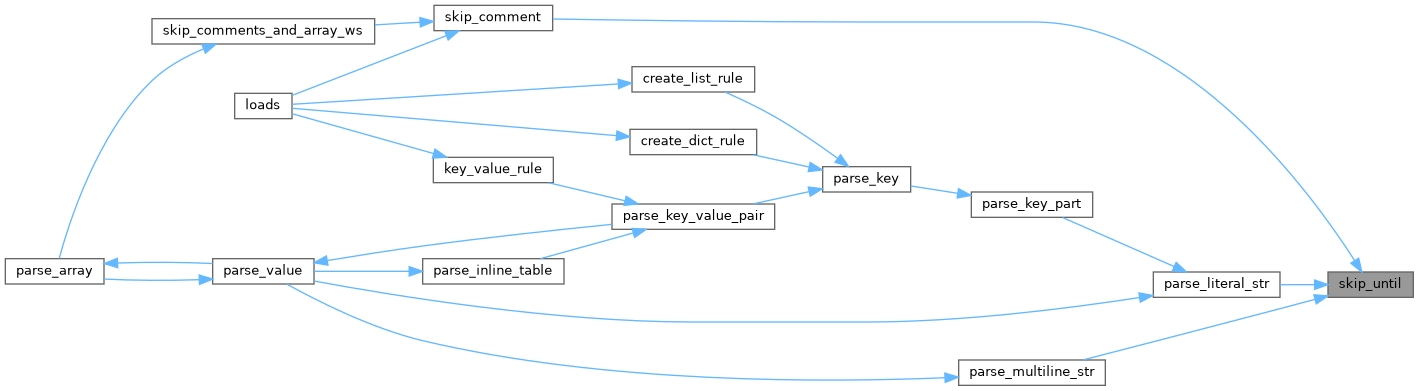 skip_comment
skip_comments_and_array_ws
create_list_rule
loads
create_dict_rule
key_value_rule
parse_key
parse_key_part
parse_key_value_pair
parse_array
parse_value
parse_inline_table
parse_literal_str
skip_until
parse_multiline_str